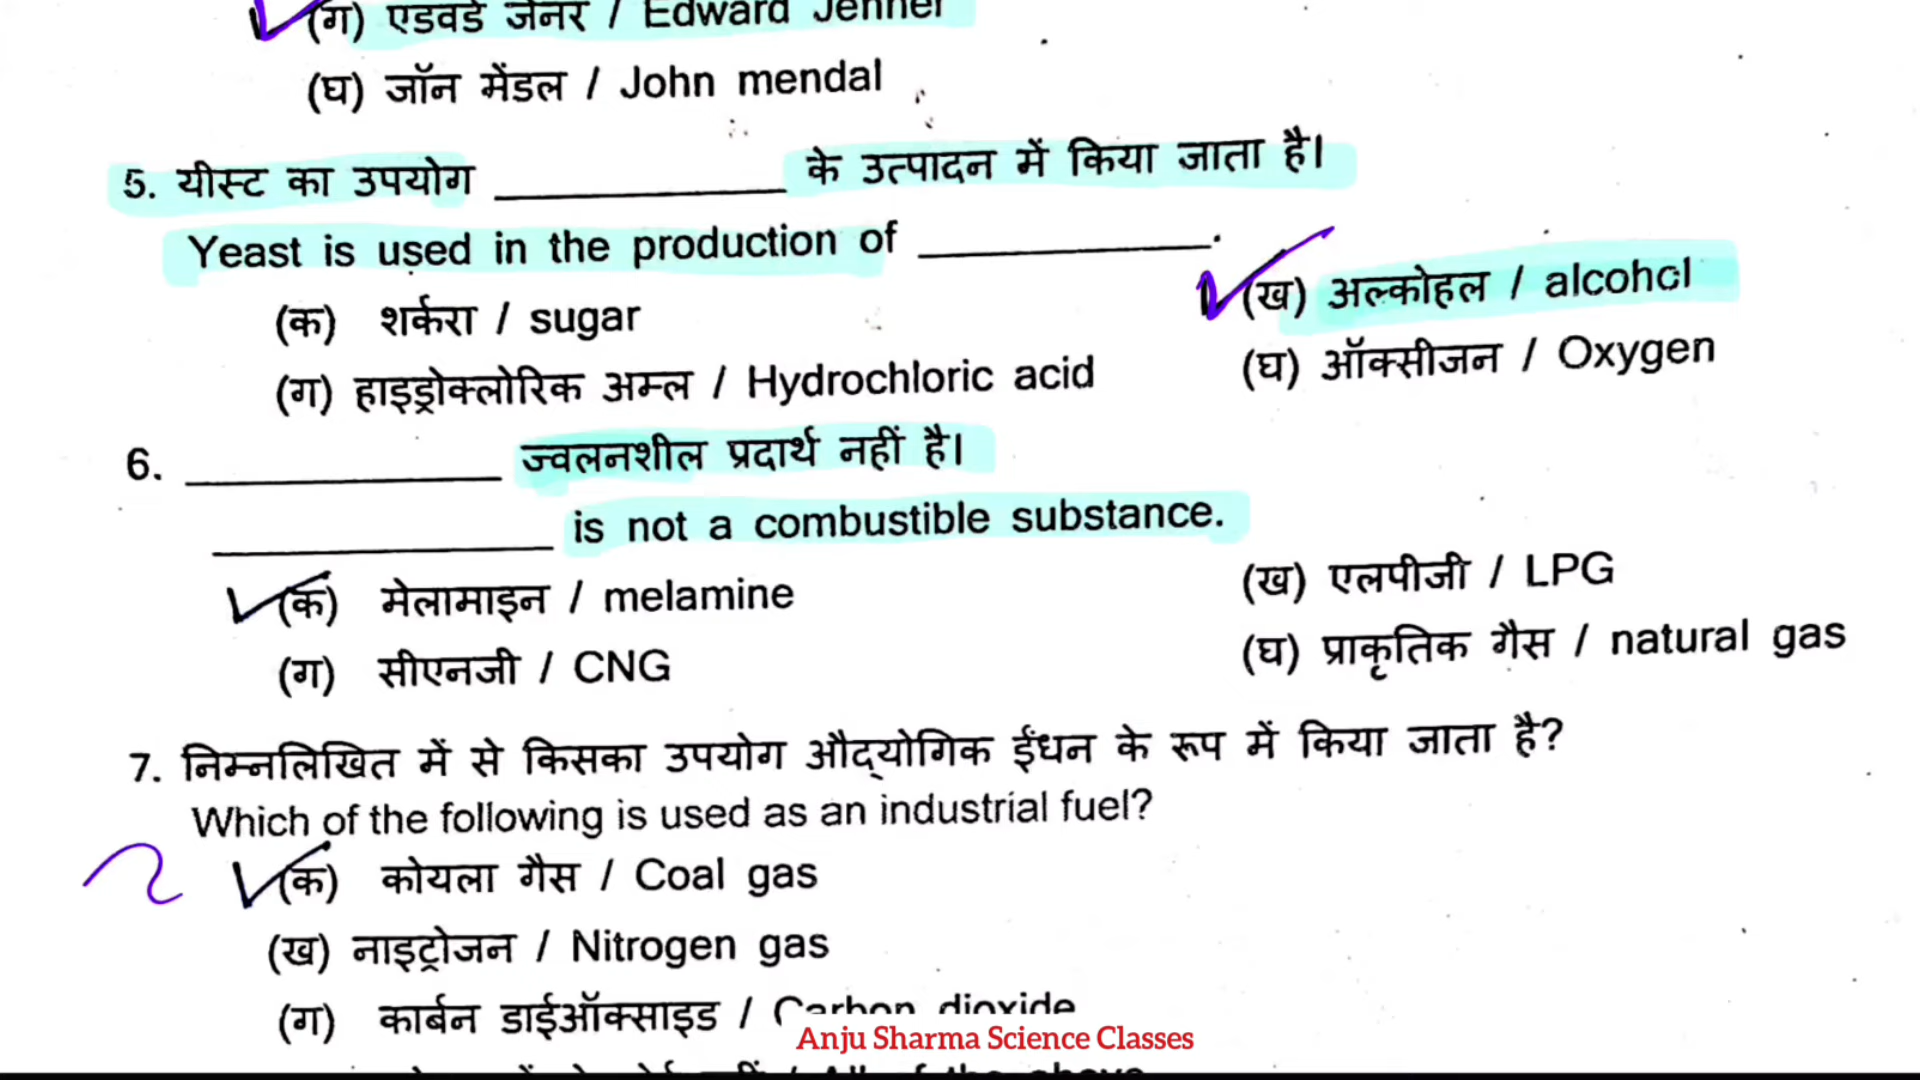 (ग) एडवर्ड जेनर / Edward Jenner
(घ) जॉन मेंडल / John mendal
5. यीस्ट का उपयोग ____________ के उत्पादन में किया जाता है।
Yeast is used in the production of ____________.
(क) शर्करा / sugar
(ख) अल्कोहल / alcohol
(ग) हाइड्रोक्लोरिक अम्ल / Hydrochloric acid
(घ) ऑक्सीजन / Oxygen
6. ____________ ज्वलनशील प्रदार्थ नहीं है।
____________ is not a combustible substance.
(क) मेलामाइन / melamine
(ख) एलपीजी / LPG
(ग) सीएनजी / CNG
(घ) प्राकृतिक गैस / natural gas
7. निम्नलिखित में से किसका उपयोग औद्योगिक ईंधन के रूप में किया जाता है?
Which of the following is used as an industrial fuel?
(क) कोयला गैस / Coal gas
(ख) नाइट्रोजन / Nitrogen gas
(ग) कार्बन डाईऑक्साइड / Carbon dioxide
Anju Sharma Science Classes